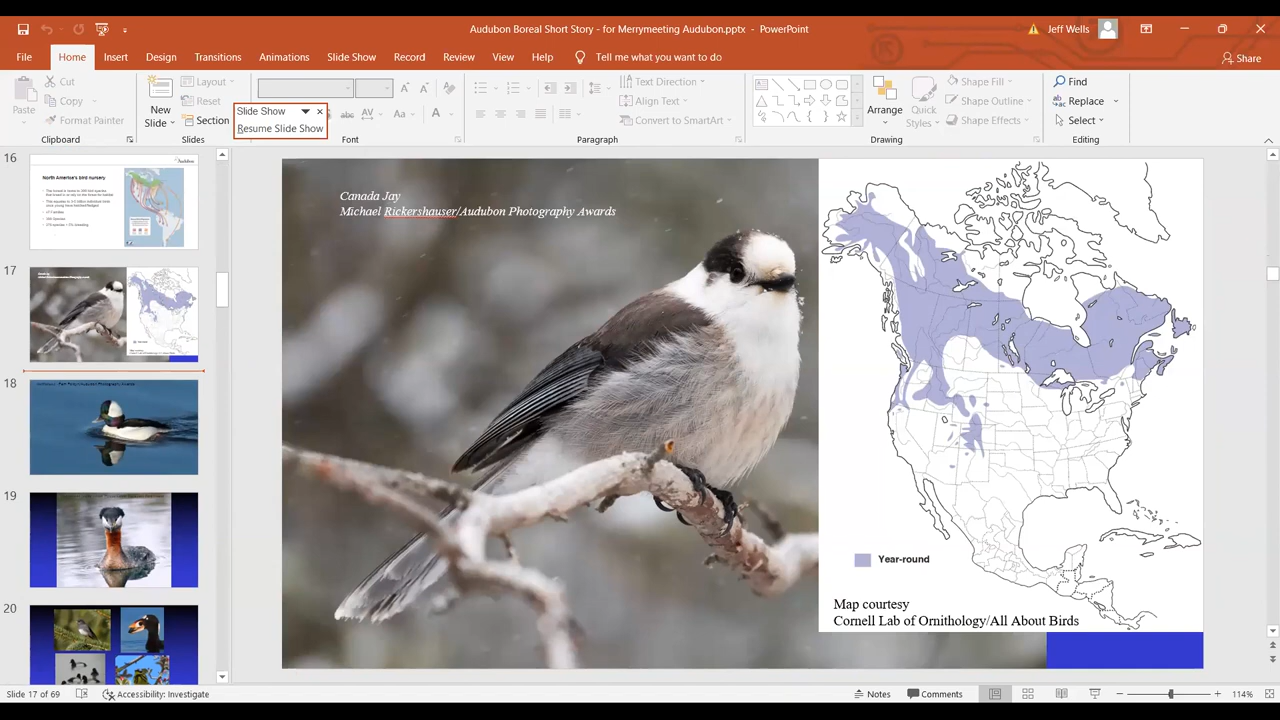 Audubon Boreal Short Story - for Merrymeeting Audubon.pptx - PowerPoint
Jeff Wells
File
Home
Insert
Design
Transitions
Animations
Slide Show
Record
Review
View
Help
Tell me what you want to do
Share
Paste
Cut
Copy
Format Painter
Clipboard
New
Slide
Layout
Reset
Section
Slides
Slide Show
Resume Slide Show
Font
Text Direction
Align Text
Convert to SmartArt
Paragraph
Arrange
Quick
Styles
Shape Fill
Shape Outline
Shape Effects
Drawing
Find
Replace
Select
Editing
16
North America's bird nursery
17
18
19
20
Canada Jay
Michael Rickershauser/Audubon Photography Awards
Year-round
Map courtesy
Cornell Lab of Ornithology/All About Birds
Slide 17 of 69
Accessibility: Investigate
Notes
Comments
114%